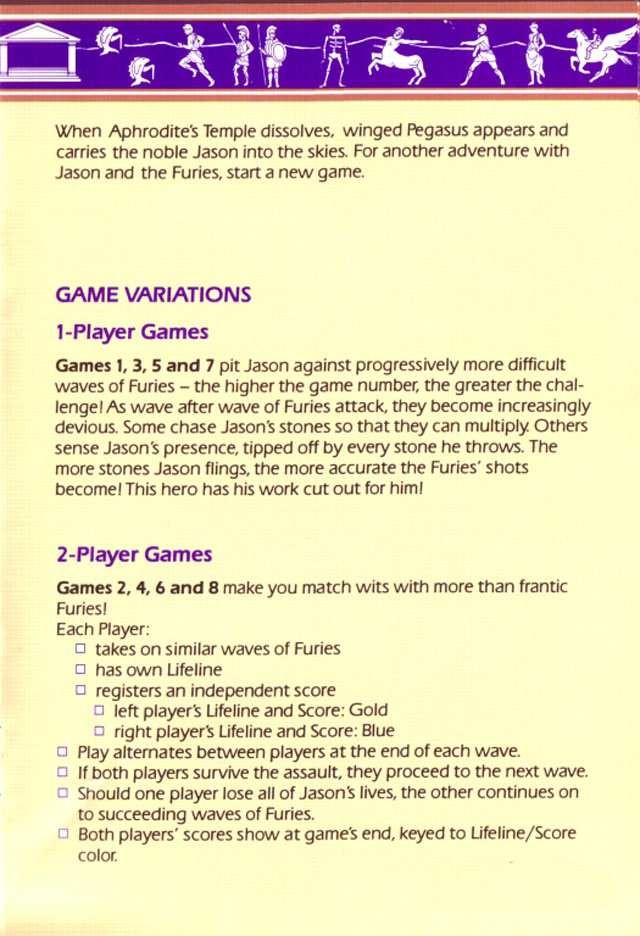 When Aphrodite's Temple dissolves, winged Pegasus appears and
carries the noble Jason into the skies. For another adventure with
Jason and the Furies, start a new game.
GAME VARIATIONS
1-Player Games
Games 1, 3, 5 and 7 pit Jason against progressively more difficult
waves of Furies – the higher the game number, the greater the chal-
lenge! As wave after wave of Furies attack, they become increasingly
devious. Some chase Jason's stones so that they can multiply. Others
sense Jason's presence, tipped off by every stone he throws. The
more stones Jason flings, the more accurate the Furies' shots
become! This hero has his work cut out for him!
2-Player Games
Games 2, 4, 6 and 8 make you match wits with more than frantic
Furies!
Each Player:
□ takes on similar waves of Furies
□ has own Lifeline
□ registers an independent score
□ left player's Lifeline and Score: Gold
□ right player's Lifeline and Score: Blue
□ Play alternates between players at the end of each wave.
□ If both players survive the assault, they proceed to the next wave.
□ Should one player lose all of Jason's lives, the other continues on
to succeeding waves of Furies.
□ Both players' scores show at game's end, keyed to Lifeline/Score
color.